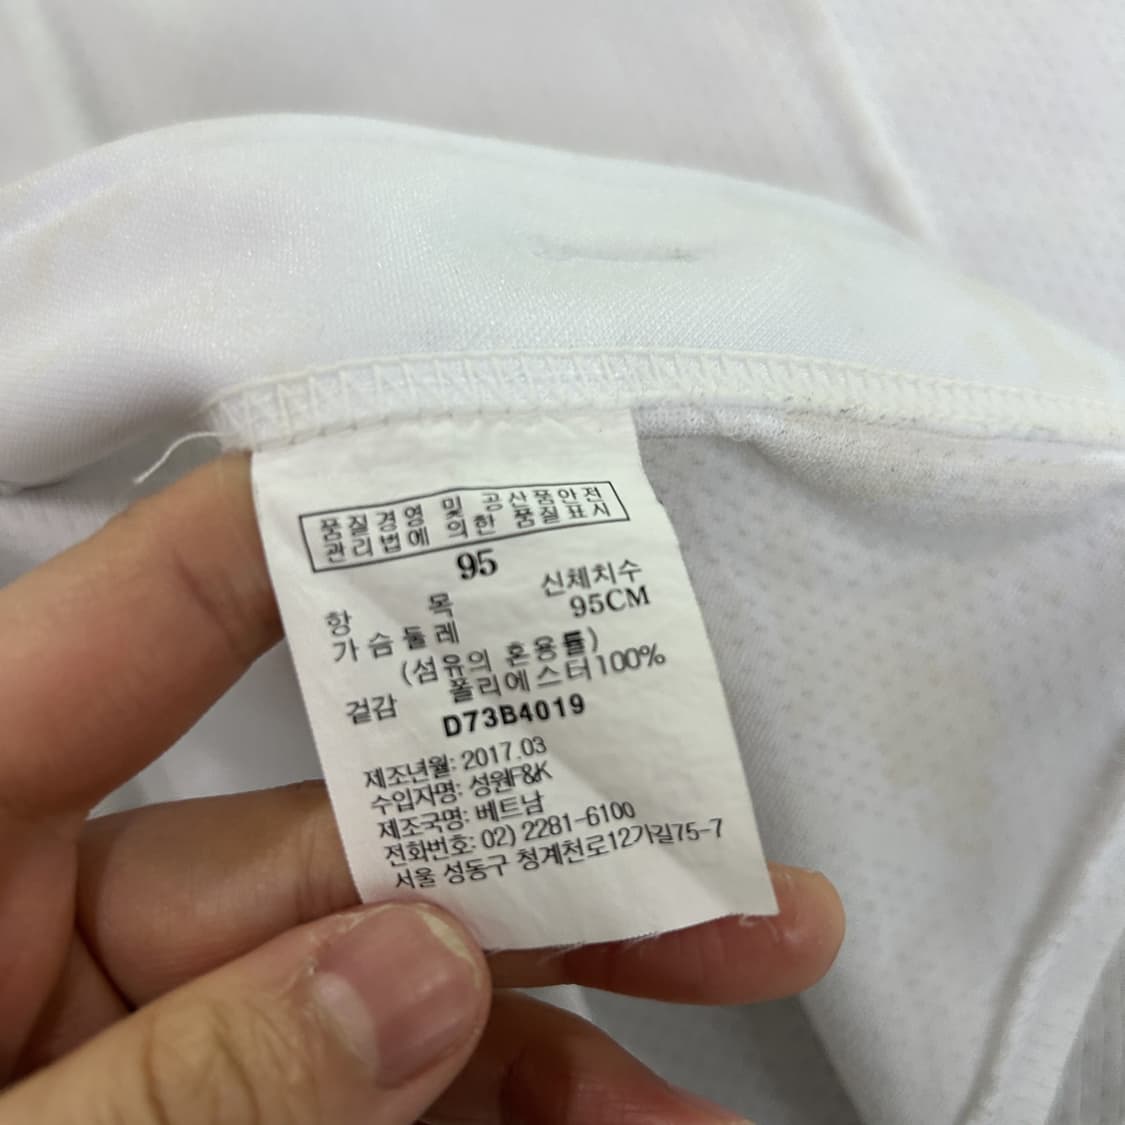 품질경영 및 공산품안전
관리법에 의한 품질표시
95
항 목 신체치수
가슴둘레 95CM
(섬유의 혼용률)
겉감 폴리에스터100%
D73B4019
제조년월: 2017.03
수입자명: 성원F&K
제조국명: 베트남
전화번호: 02) 2281-6100
서울 성동구 청계천로12가길75-7